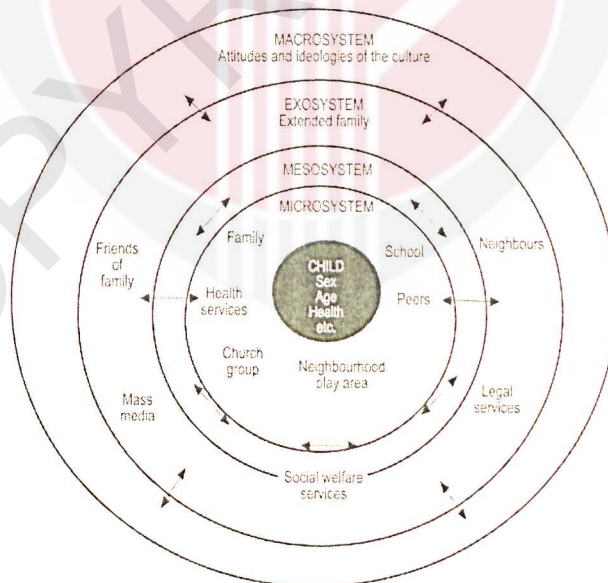 MACROSYSTEM
Attitudes and ideologies of the culture
EXOSYSTEM
Extended family
MESOSYSTEM
MICROSYSTEM
Family
School
Neighbours
Friends
of
family
CHILD
Sex
Age
Health
etc.
Health
services
Peers
Church
group
Neighbourhood
play area
Mass
media
Legal
services
Social welfare
services